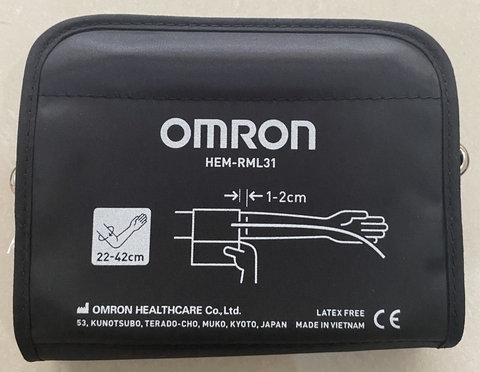 OMRON
HEM-RML31
1-2cm
22-42cm
OMRON HEALTHCARE Co., Ltd.
53, KUNOTSUBO, TERADO-CHO, MUKO, KYOTO, JAPAN
LATEX FREE
MADE IN VIETNAM
CE